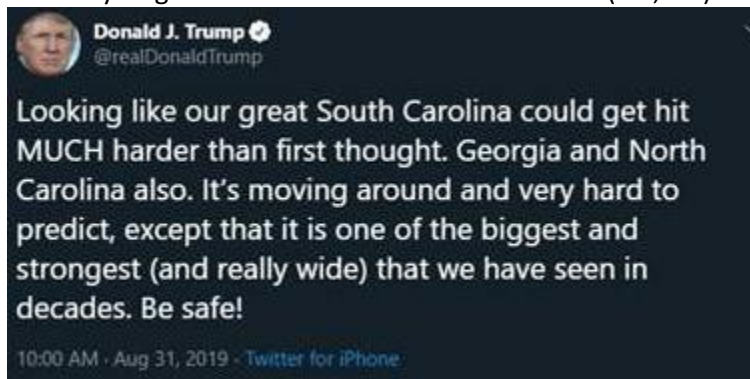 Donald J. Trump
@realDonaldTrump
Looking like our great South Carolina could get hit
MUCH harder than first thought. Georgia and North
Carolina also. It's moving around and very hard to
predict, except that it is one of the biggest and
strongest (and really wide) that we have seen in
decades. Be safe!
10:00 AM · Aug 31, 2019 · Twitter for iPhone